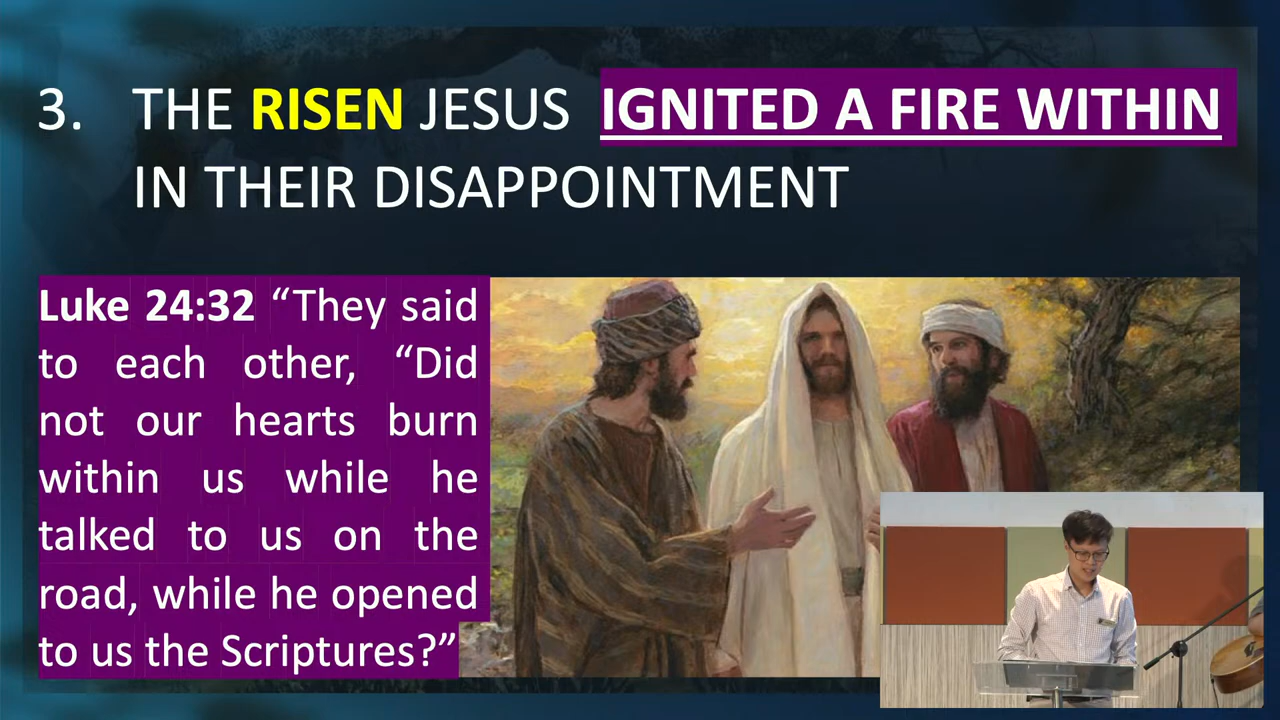 3. THE RISEN JESUS IGNITED A FIRE WITHIN
IN THEIR DISAPPOINTMENT
Luke 24:32 “They said
to each other, “Did
not our hearts burn
within us while he
talked to us on the
road, while he opened
to us the Scriptures?”